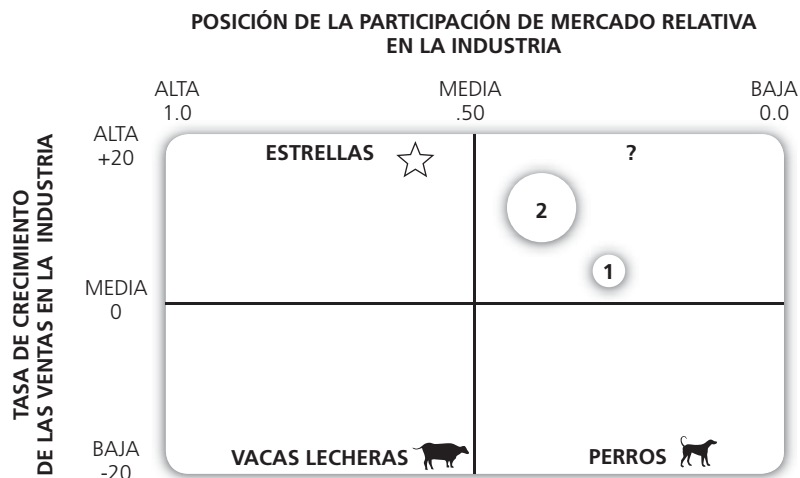 POSICIÓN DE LA PARTICIPACIÓN DE MERCADO RELATIVA
EN LA INDUSTRIA
ALTA
1.0
MEDIA
.50
BAJA
0.0
TASA DE CRECIMIENTO
DE LAS VENTAS EN LA INDUSTRIA
ALTA
+20
MEDIA
0
BAJA
-20
ESTRELLAS
?
2
1
VACAS LECHERAS
PERROS